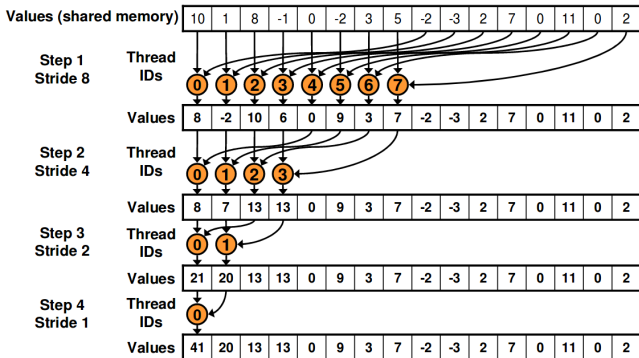 Values (shared memory) 10 1 8 -1 0 -2 3 5 -2 -3 2 7 0 11 0 2
Step 1 Stride 8 Thread IDs 0 1 2 3 4 5 6 7
Values 8 -2 10 6 0 9 3 7 -2 -3 2 7 0 11 0 2
Step 2 Stride 4 Thread IDs 0 1 2 3
Values 8 7 13 13 0 9 3 7 -2 -3 2 7 0 11 0 2
Step 3 Stride 2 Thread IDs 0 1
Values 21 20 13 13 0 9 3 7 -2 -3 2 7 0 11 0 2
Step 4 Stride 1 Thread IDs 0
Values 41 20 13 13 0 9 3 7 -2 -3 2 7 0 11 0 2